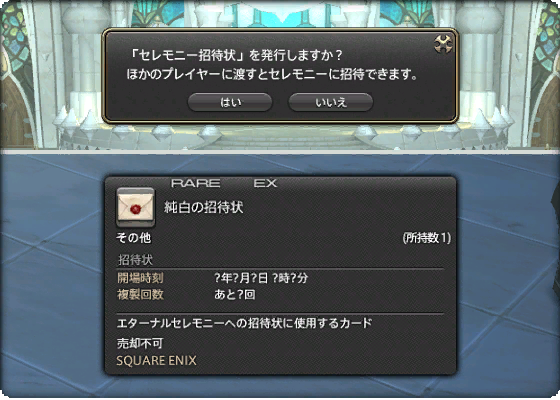 「セレモニー招待状」を発行しますか？
ほかのプレイヤーに渡すとセレモニーに招待できます。
はい
いいえ
RARE EX
純白の招待状
その他 (所持数 1)
招待状
開場時刻 ?年?月?日 ?時?分
複製回数 あと?回
エターナルセレモニーへの招待状に使用するカード
売却不可
SQUARE ENIX